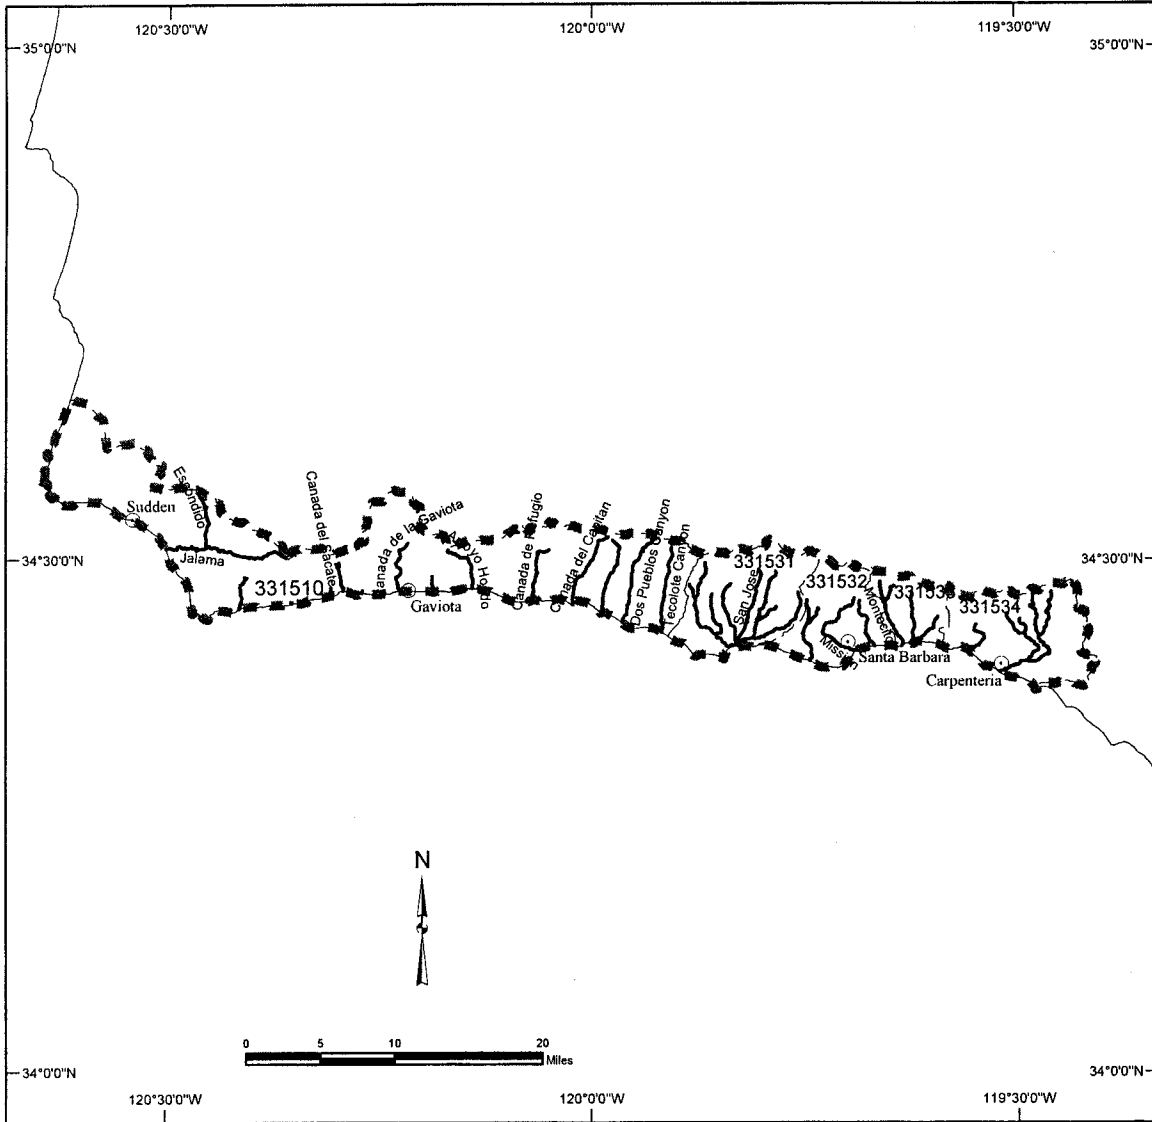 120°30'0"W
120°0'0"W
119°30'0"W
35°0'0"N
35°0'0"N
Escondido
Sudden
Canada del Sacate
Canada de la Gaviota
Arroyo Hondo
Canada de Refugio
Canada del Capitan
Dos Pueblos Canyon
Tecolote Canyon
34°30'0"N
34°30'0"N
Jalama
331510
Gaviota
331531
San Jose
331532
Montecito
331533
331534
Mission
Santa Barbara
Carpenteria
N
0
5
10
20
Miles
34°0'0"N
34°0'0"N
120°30'0"W
120°0'0"W
119°30'0"W